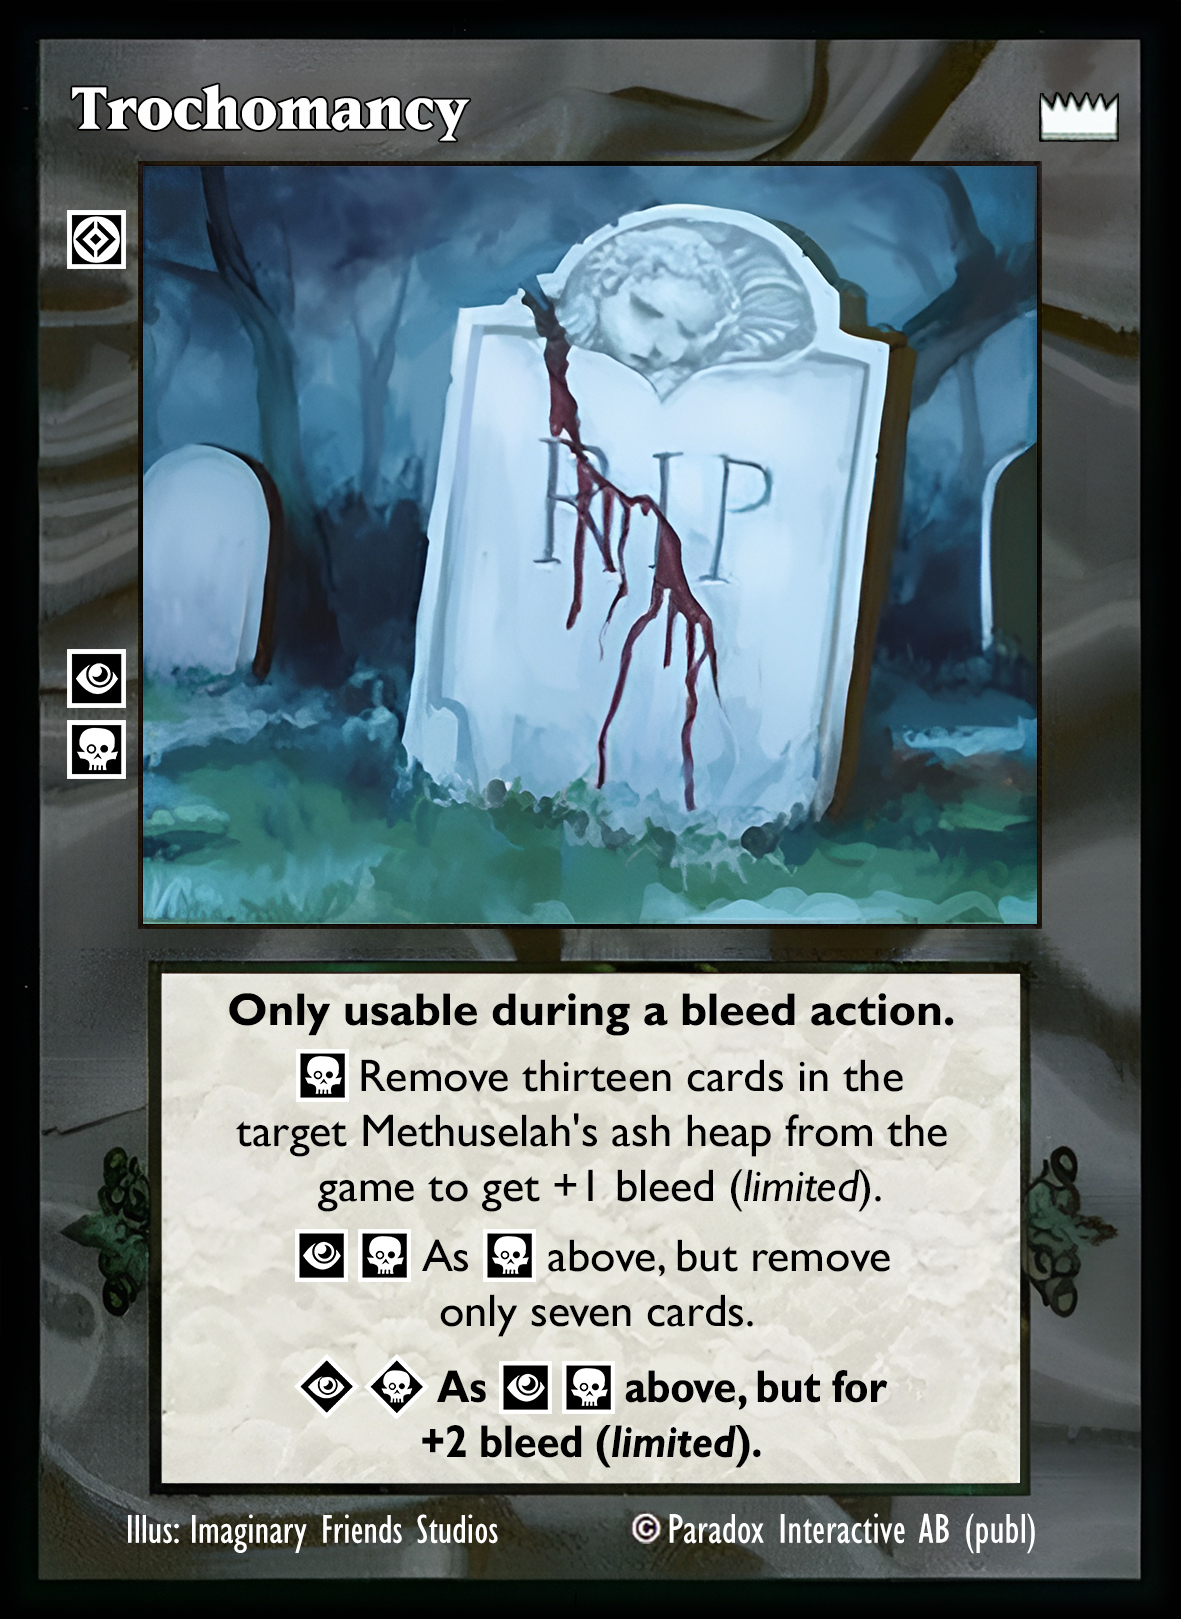 Trochomancy
RIP
Only usable during a bleed action.
Remove thirteen cards in the
target Methuselah's ash heap from the
game to get +1 bleed (limited).
As above, but remove
only seven cards.
As above, but for
+2 bleed (limited).
Illus: Imaginary Friends Studios
© Paradox Interactive AB (publ)